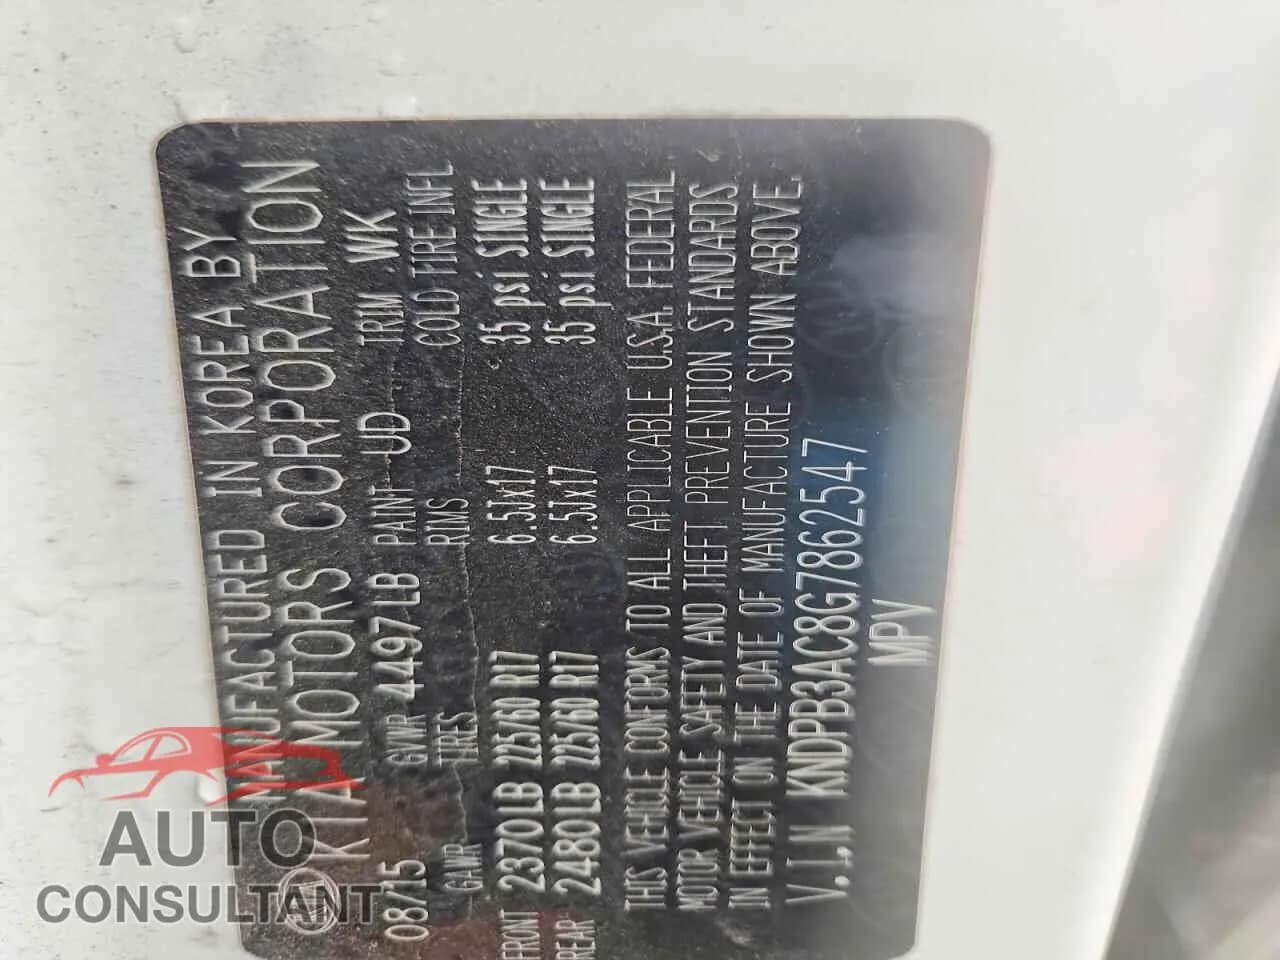 MANUFACTURED IN KOREA BY
KIA MOTORS CORPORATION
08/15 GVWR 4497LB PAINT UD TRIM WK
GAWR TIRES RIMS COLD TIRE INFL
FRONT 2370LB 225/60 R17 6.5Jx17 35 psi SINGLE
REAR 2480LB 225/60 R17 6.5Jx17 35 psi SINGLE
THIS VEHICLE CONFORMS TO ALL APPLICABLE U.S.A. FEDERAL
MOTOR VEHICLE SAFETY AND THEFT PREVENTION STANDARDS
IN EFFECT ON THE DATE OF MANUFACTURE SHOWN ABOVE.
V.I.N KNDPB3AC8G7862547
MPV
AUTO
CONSULTANT